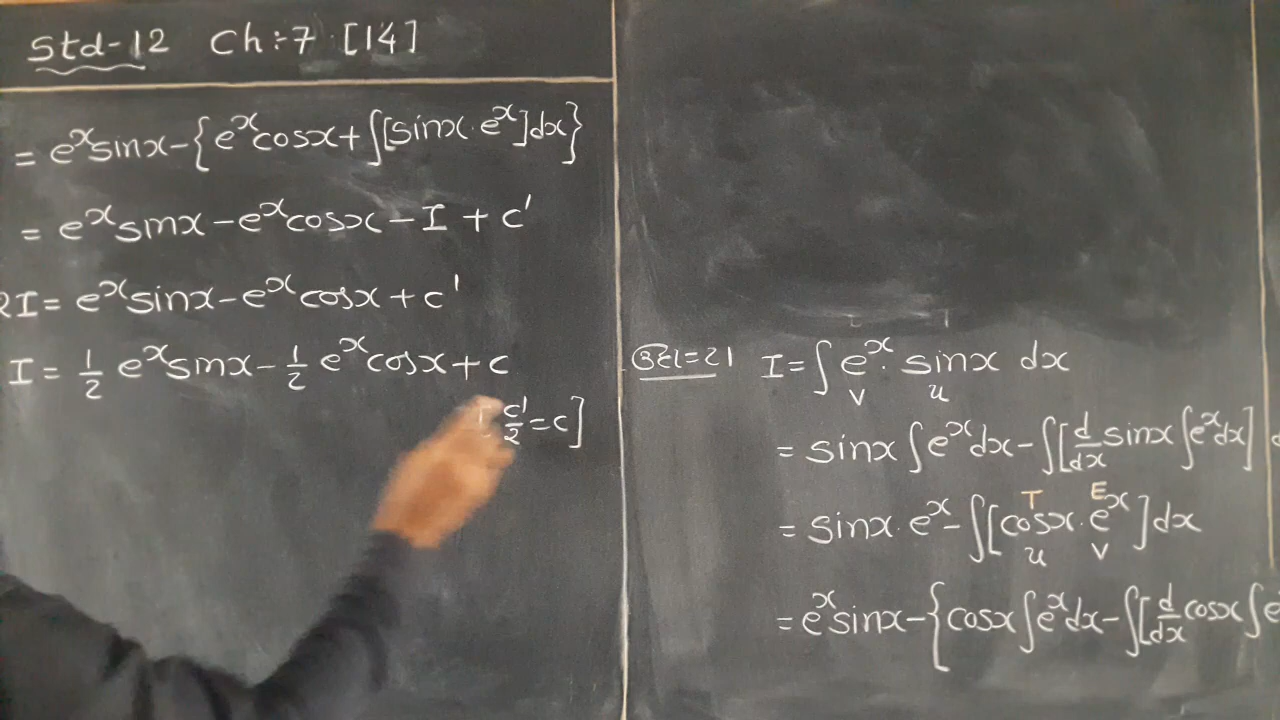 Std-12 Ch:-7 [14]
= e^x sinx - { e^x cosx + ∫[sinx · e^x] dx }
= e^x sinx - e^x cosx - I + c'
2I = e^x sinx - e^x cosx + c'
I = 1/2 e^x sinx - 1/2 e^x cosx + c
[ c'/2 = c ]
= 21 I = ∫ e^x · sinx dx
v u
= sinx ∫ e^x dx - ∫[ d/dx sinx ∫ e^x dx ]
T E
= sinx · e^x - ∫[ cosx · e^x ] dx
u v
= e^x sinx - { cosx ∫ e^x dx - ∫[ d/dx cosx ∫ e